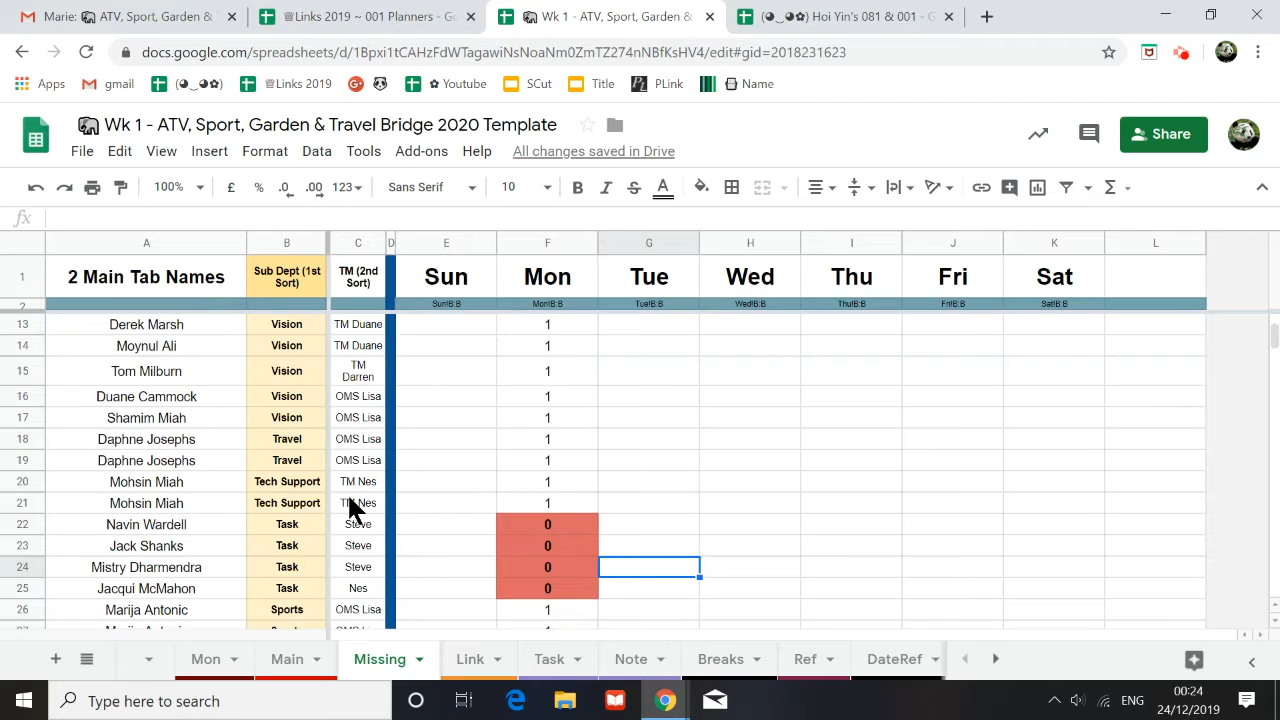 Marie: ATV, Sport, Garden & T
Links 2019 ~ 001 Planners - Go
Wk 1 - ATV, Sport, Garden &
(◕‿◕✿) Hoi Yin's 081 & 001 - G
docs.google.com/spreadsheets/d/1Bpxi1tCAHzFdWTagawiNsNoaNm0ZmTZ274nNBfKsHV4/edit#gid=2018231623
Apps gmail (◕‿◕✿) ♕Links 2019 ✿ Youtube SCut Title PLink Name
Wk 1 - ATV, Sport, Garden & Travel Bridge 2020 Template
File Edit View Insert Format Data Tools Add-ons Help All changes saved in Drive
Share
100% £ % .0 .00 123 Sans Serif 10 B I S A Σ
fx
A B C D E F G H I J K L
1 2 Main Tab Names Sub Dept (1st Sort) TM (2nd Sort) Sun Mon Tue Wed Thu Fri Sat
2 Sun!B:B Mon!B:B Tue!B:B Wed!B:B Thu!B:B Fri!B:B Sat!B:B
13 Derek Marsh Vision TM Duane 1
14 Moynul Ali Vision TM Duane 1
15 Tom Milburn Vision TM Darren 1
16 Duane Cammock Vision OMS Lisa 1
17 Shamim Miah Vision OMS Lisa 1
18 Daphne Josephs Travel OMS Lisa 1
19 Daphne Josephs Travel OMS Lisa 1
20 Mohsin Miah Tech Support TM Nes 1
21 Mohsin Miah Tech Support TM Nes 1
22 Navin Wardell Task Steve 0
23 Jack Shanks Task Steve 0
24 Mistry Dharmendra Task Steve 0
25 Jacqui McMahon Task Nes 0
26 Marija Antonic Sports OMS Lisa 1
Mon Main Missing Link Task Note Breaks Ref DateRef
Type here to search
ENG
00:24
24/12/2019